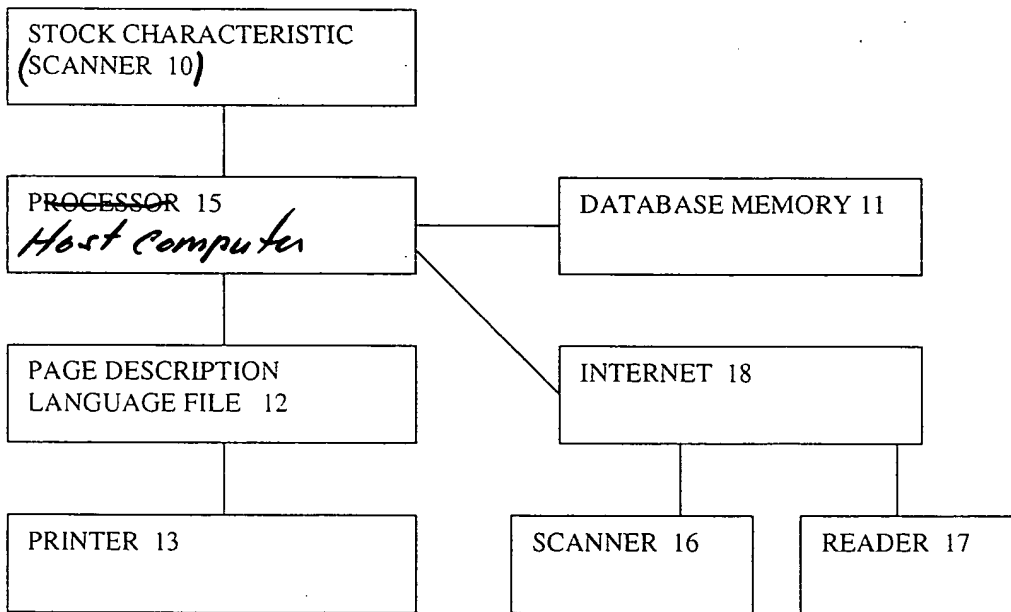 STOCK CHARACTERISTIC
(SCANNER 10)
PROCESSOR 15
Host computer
DATABASE MEMORY 11
PAGE DESCRIPTION
LANGUAGE FILE 12
INTERNET 18
PRINTER 13
SCANNER 16
READER 17